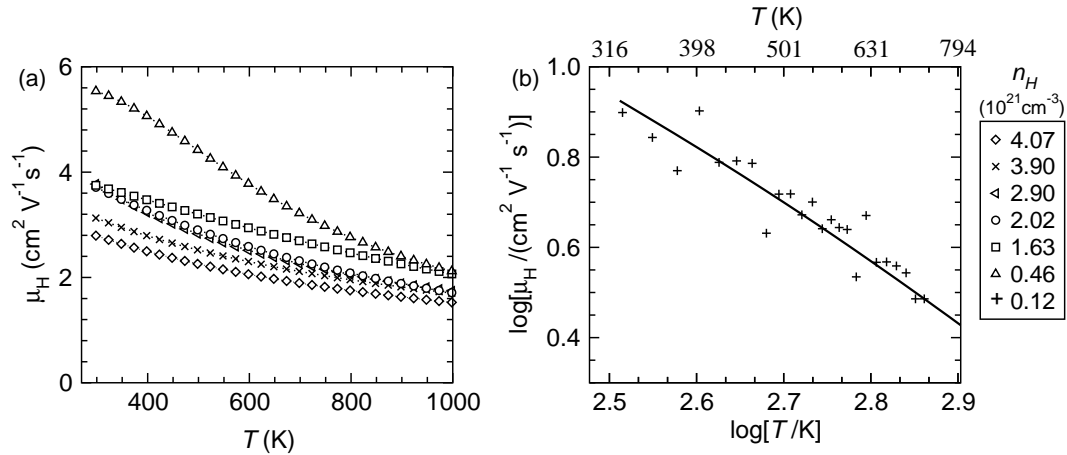 T (K)
316 398 501 631 794
(a)
6
4
2
0
μH (cm2 V-1 s-1)
400 600 800 1000
T (K)
(b)
1.0
0.8
0.6
0.4
log[μH /(cm2 V-1 s-1)]
2.5 2.6 2.7 2.8 2.9
log[T /K]
nH
(1021cm-3)
4.07
3.90
2.90
2.02
1.63
0.46
0.12